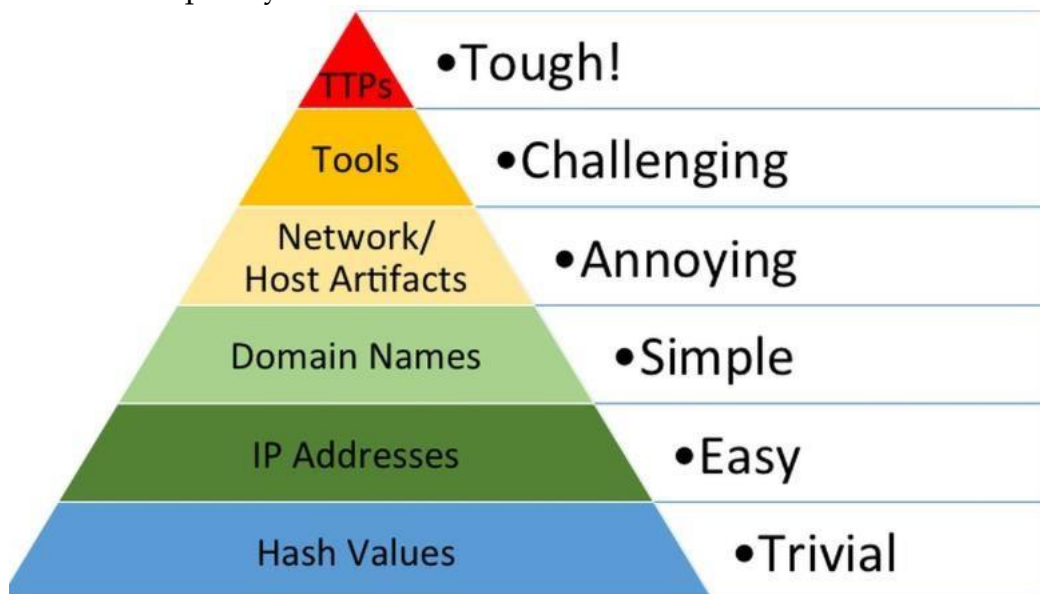 TTPs
•Tough!
Tools
•Challenging
Network/
Host Artifacts
•Annoying
Domain Names
•Simple
IP Addresses
•Easy
Hash Values
•Trivial